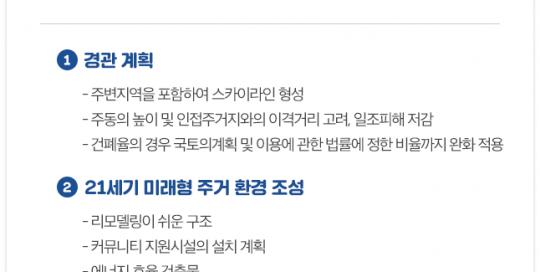 1 경관 계획
- 주변지역을 포함하여 스카이라인 형성
- 주동의 높이 및 인접주거지와의 이격거리 고려, 일조피해 저감
- 건폐율의 경우 국토의계획 및 이용에 관한 법률에 정한 비율까지 완화 적용
2 21세기 미래형 주거 환경 조성
- 리모델링이 쉬운 구조
- 커뮤니티 지원시설의 설치 계획
- 에너지 효율 건축물